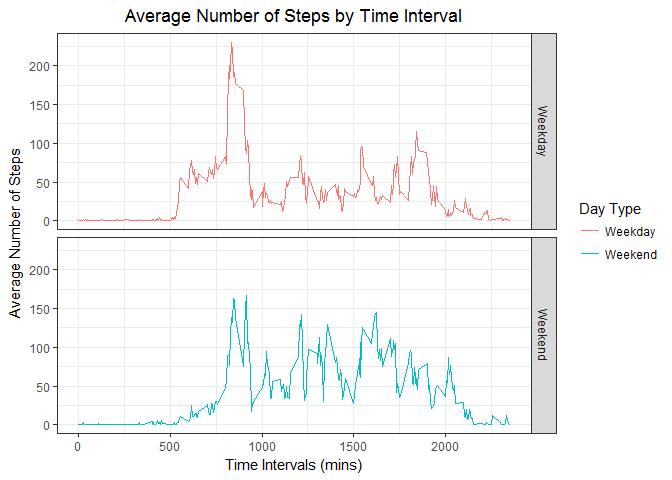 Average Number of Steps by Time Interval
Average Number of Steps
200
150
100
50
0
Weekday
200
150
100
50
0
Weekend
0 500 1000 1500 2000
Time Intervals (mins)
Day Type
Weekday
Weekend